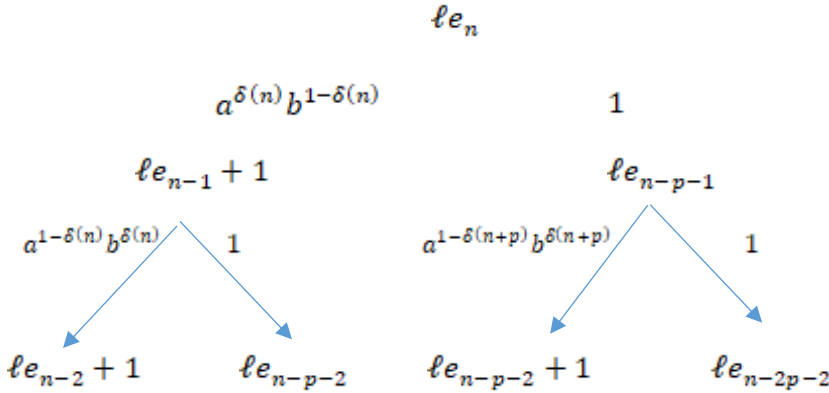 ℓeₙ
a^{δ(n)}b^{1−δ(n)} 1
ℓe_{n−1} + 1 ℓe_{n−p−1}
a^{1−δ(n)}b^{δ(n)} 1 a^{1−δ(n+p)}b^{δ(n+p)} 1
ℓe_{n−2} + 1 ℓe_{n−p−2} ℓe_{n−p−2} + 1 ℓe_{n−2p−2}